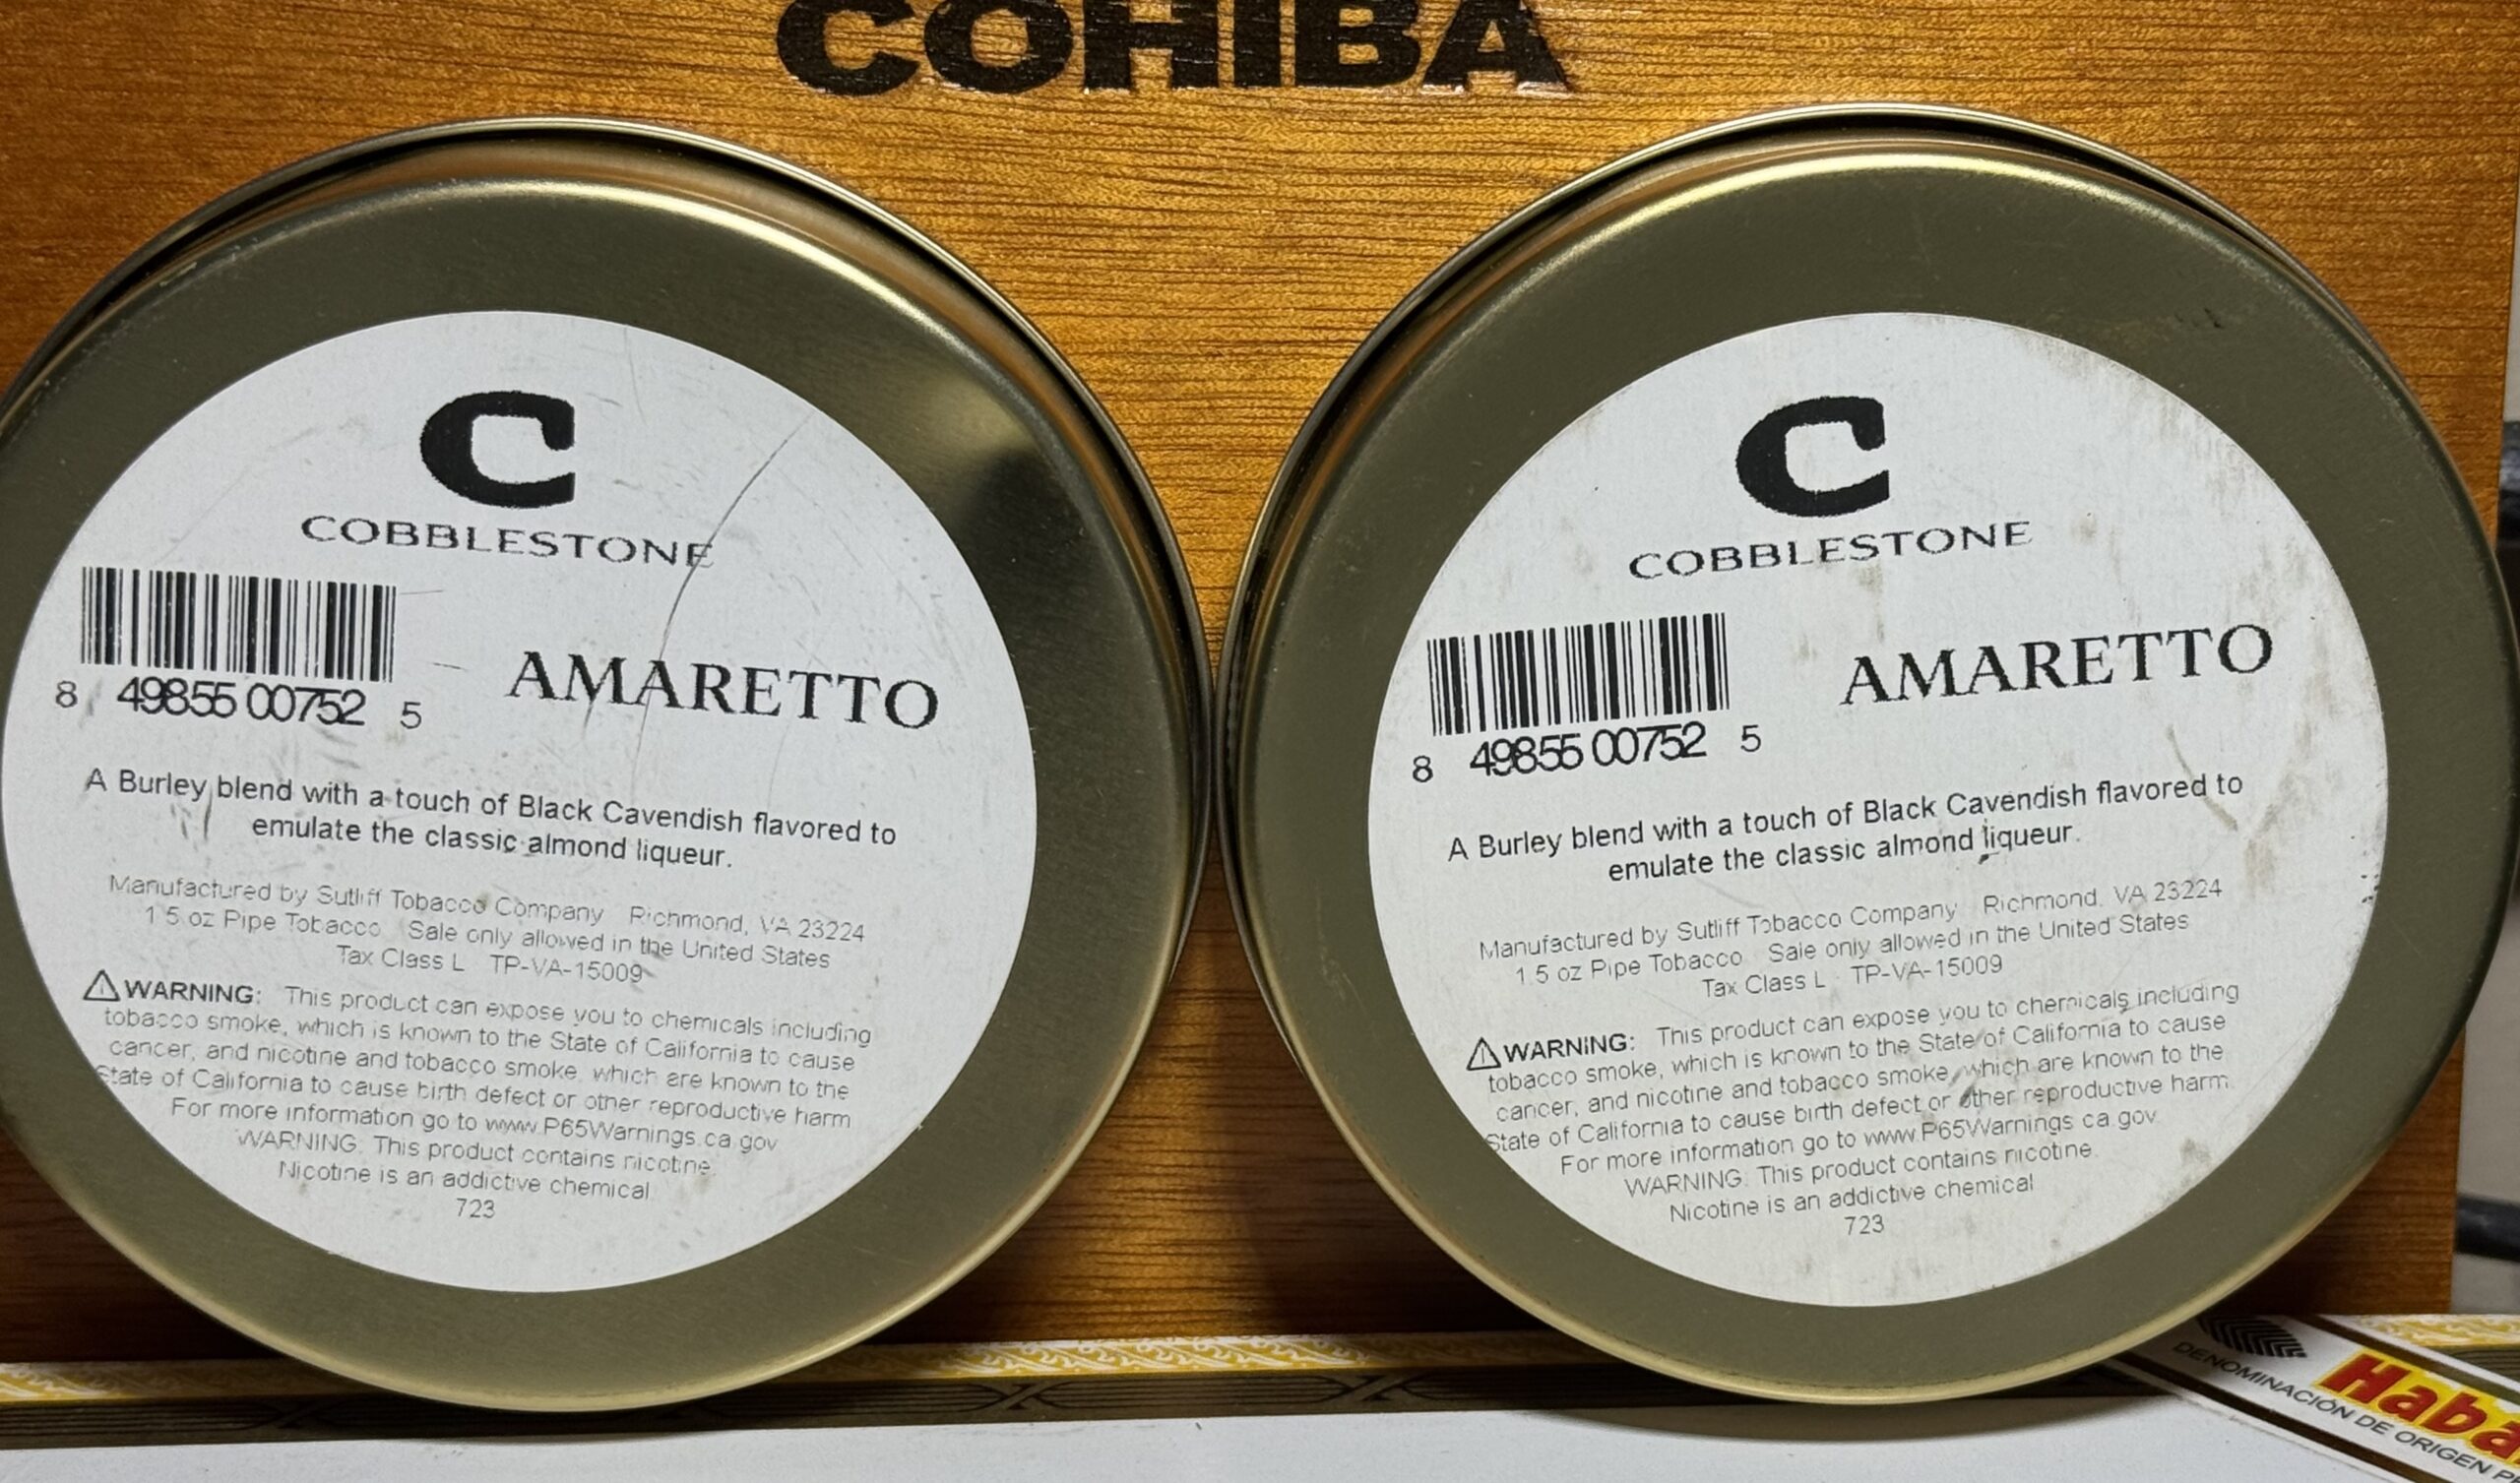 COHIBA
C
COBBLESTONE
8 49855 00752 5
AMARETTO
A Burley blend with a touch of Black Cavendish flavored to
emulate the classic almond liqueur.
Manufactured by Sutliff Tobacco Company Richmond, VA 23224
1.5 oz Pipe Tobacco Sale only allowed in the United States
Tax Class L TP-VA-15009
⚠WARNING: This product can expose you to chemicals including
tobacco smoke, which is known to the State of California to cause
cancer, and nicotine and tobacco smoke, which are known to the
State of California to cause birth defect or other reproductive harm
For more information go to www.P65Warnings.ca.gov
WARNING: This product contains nicotine.
Nicotine is an addictive chemical.
723
C
COBBLESTONE
8 49855 00752 5
AMARETTO
A Burley blend with a touch of Black Cavendish flavored to
emulate the classic almond liqueur.
Manufactured by Sutliff Tobacco Company Richmond, VA 23224
1.5 oz Pipe Tobacco Sale only allowed in the United States
Tax Class L TP-VA-15009
⚠WARNING: This product can expose you to chemicals including
tobacco smoke, which is known to the State of California to cause
cancer, and nicotine and tobacco smoke, which are known to the
State of California to cause birth defect or other reproductive harm.
For more information go to www.P65Warnings.ca.gov
WARNING: This product contains nicotine.
Nicotine is an addictive chemical
723
Haba
DENOMINACIÓN DE ORIGEN P